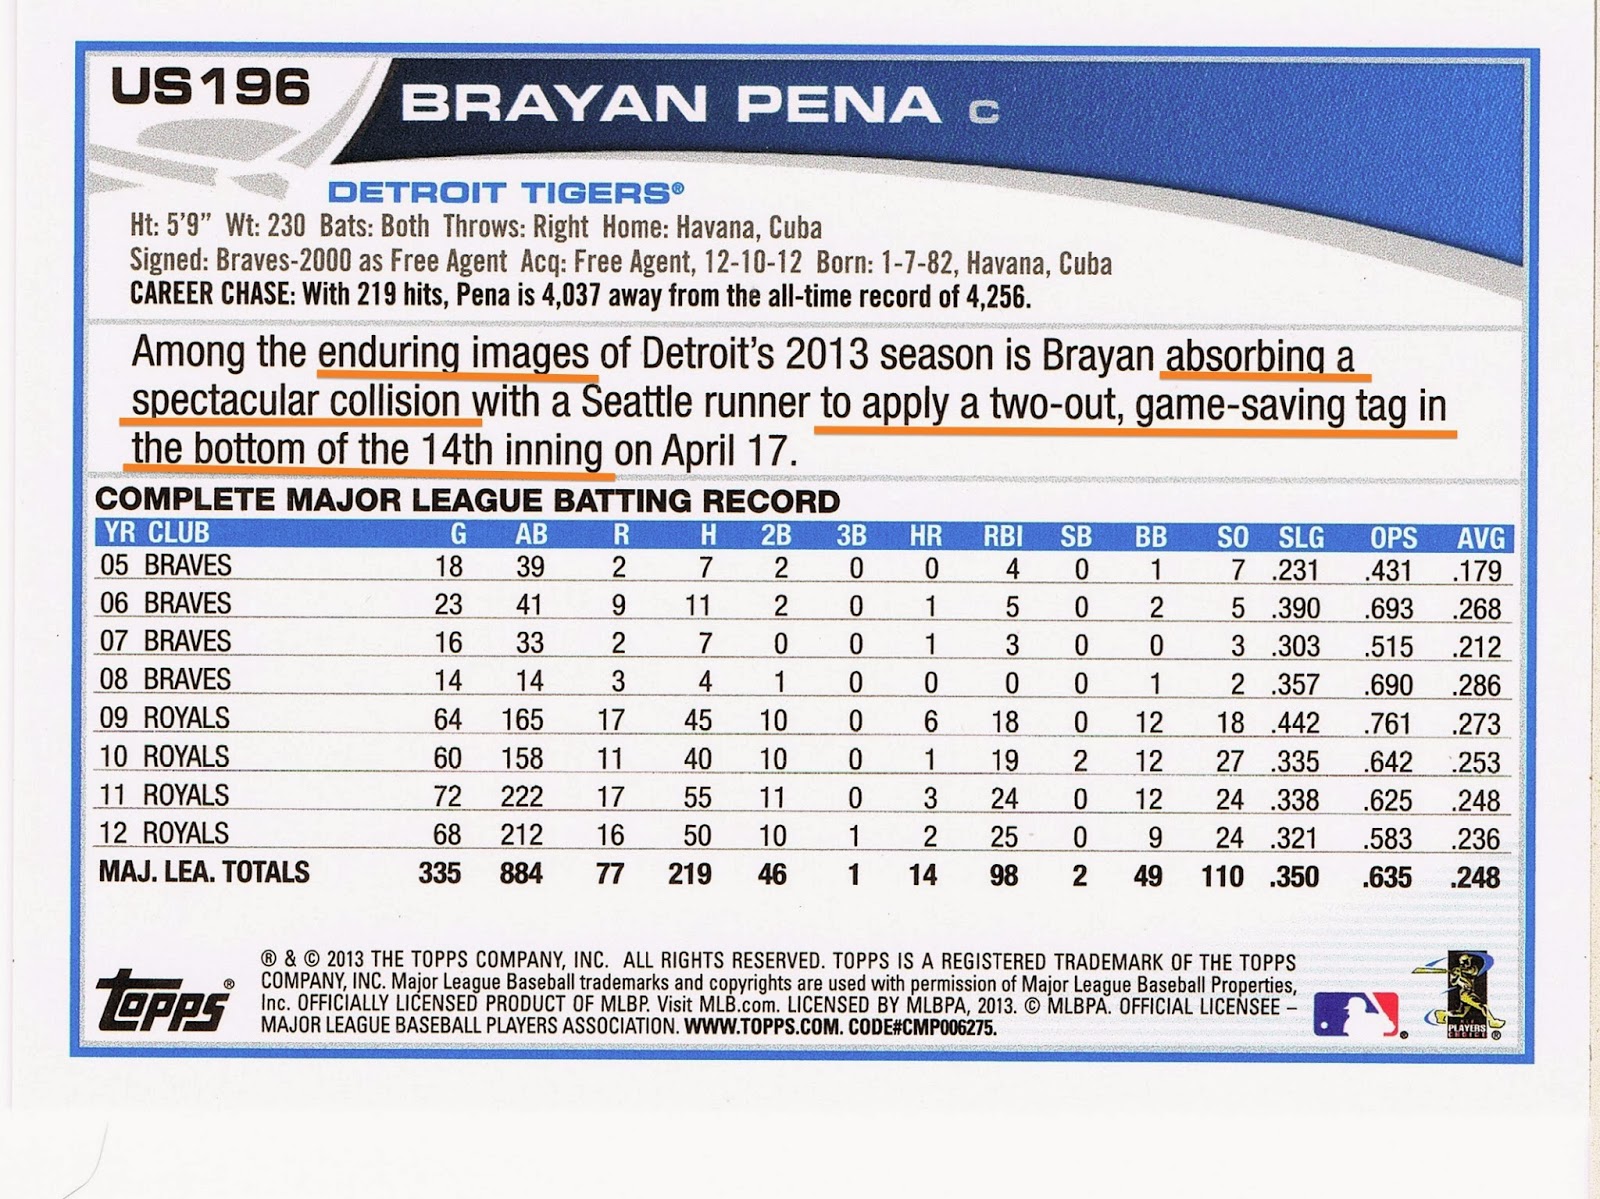 US196
BRAYAN PENA C
DETROIT TIGERS®
Ht: 5'9" Wt: 230 Bats: Both Throws: Right Home: Havana, Cuba
Signed: Braves-2000 as Free Agent Acq: Free Agent, 12-10-12 Born: 1-7-82, Havana, Cuba
CAREER CHASE: With 219 hits, Pena is 4,037 away from the all-time record of 4,256.
Among the enduring images of Detroit's 2013 season is Brayan absorbing a
spectacular collision with a Seattle runner to apply a two-out, game-saving tag in
the bottom of the 14th inning on April 17.
COMPLETE MAJOR LEAGUE BATTING RECORD
YR CLUB G AB R H 2B 3B HR RBI SB BB SO SLG OPS AVG
05 BRAVES 18 39 2 7 2 0 0 4 0 1 7 .231 .431 .179
06 BRAVES 23 41 9 11 2 0 1 5 0 2 5 .390 .693 .268
07 BRAVES 16 33 2 7 0 0 1 3 0 0 3 .303 .515 .212
08 BRAVES 14 14 3 4 1 0 0 0 0 1 2 .357 .690 .286
09 ROYALS 64 165 17 45 10 0 6 18 0 12 18 .442 .761 .273
10 ROYALS 60 158 11 40 10 0 1 19 2 12 27 .335 .642 .253
11 ROYALS 72 222 17 55 11 0 3 24 0 12 24 .338 .625 .248
12 ROYALS 68 212 16 50 10 1 2 25 0 9 24 .321 .583 .236
MAJ. LEA. TOTALS 335 884 77 219 46 1 14 98 2 49 110 .350 .635 .248
topps®
® & © 2013 THE TOPPS COMPANY, INC. ALL RIGHTS RESERVED. TOPPS IS A REGISTERED TRADEMARK OF THE TOPPS
COMPANY, INC. Major League Baseball trademarks and copyrights are used with permission of Major League Baseball Properties,
Inc. OFFICIALLY LICENSED PRODUCT OF MLBP. Visit MLB.com. LICENSED BY MLBPA, 2013. © MLBPA. OFFICIAL LICENSEE –
MAJOR LEAGUE BASEBALL PLAYERS ASSOCIATION. WWW.TOPPS.COM. CODE#CMP006275.
PLAYERS
CHOICE ®